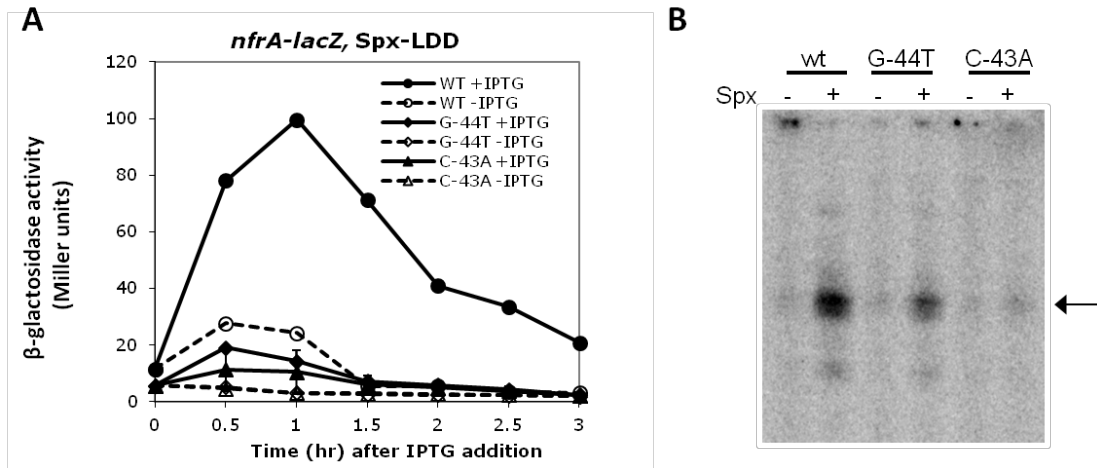 A
nfrA-lacZ, Spx-LDD
β-glactosidase activity
(Miller units)
120
100
80
60
40
20
0
WT +IPTG
WT -IPTG
G-44T +IPTG
G-44T -IPTG
C-43A +IPTG
C-43A -IPTG
0 0.5 1 1.5 2 2.5 3
Time (hr) after IPTG addition
B
wt G-44T C-43A
Spx - + - + - +